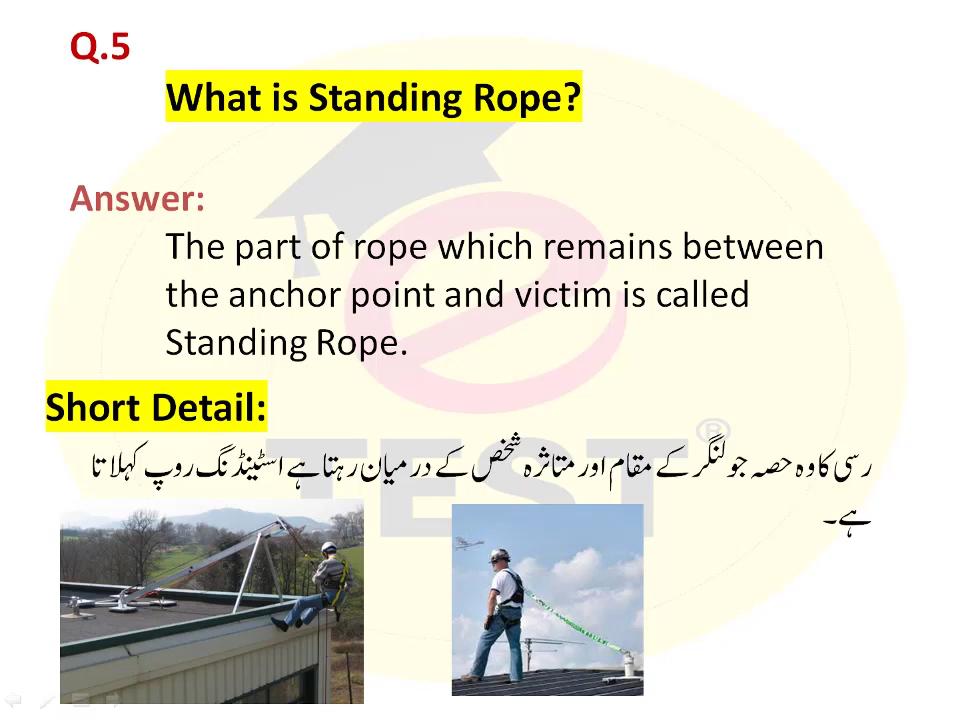 Q.5
What is Standing Rope?
Answer:
The part of rope which remains between
the anchor point and victim is called
Standing Rope.
Short Detail:
رسی کا وہ حصہ جو لنگر کے مقام اور متاثرہ شخص کے درمیان رہتا ہے اسٹینڈنگ روپ کہلاتا
ہے۔
TEST®